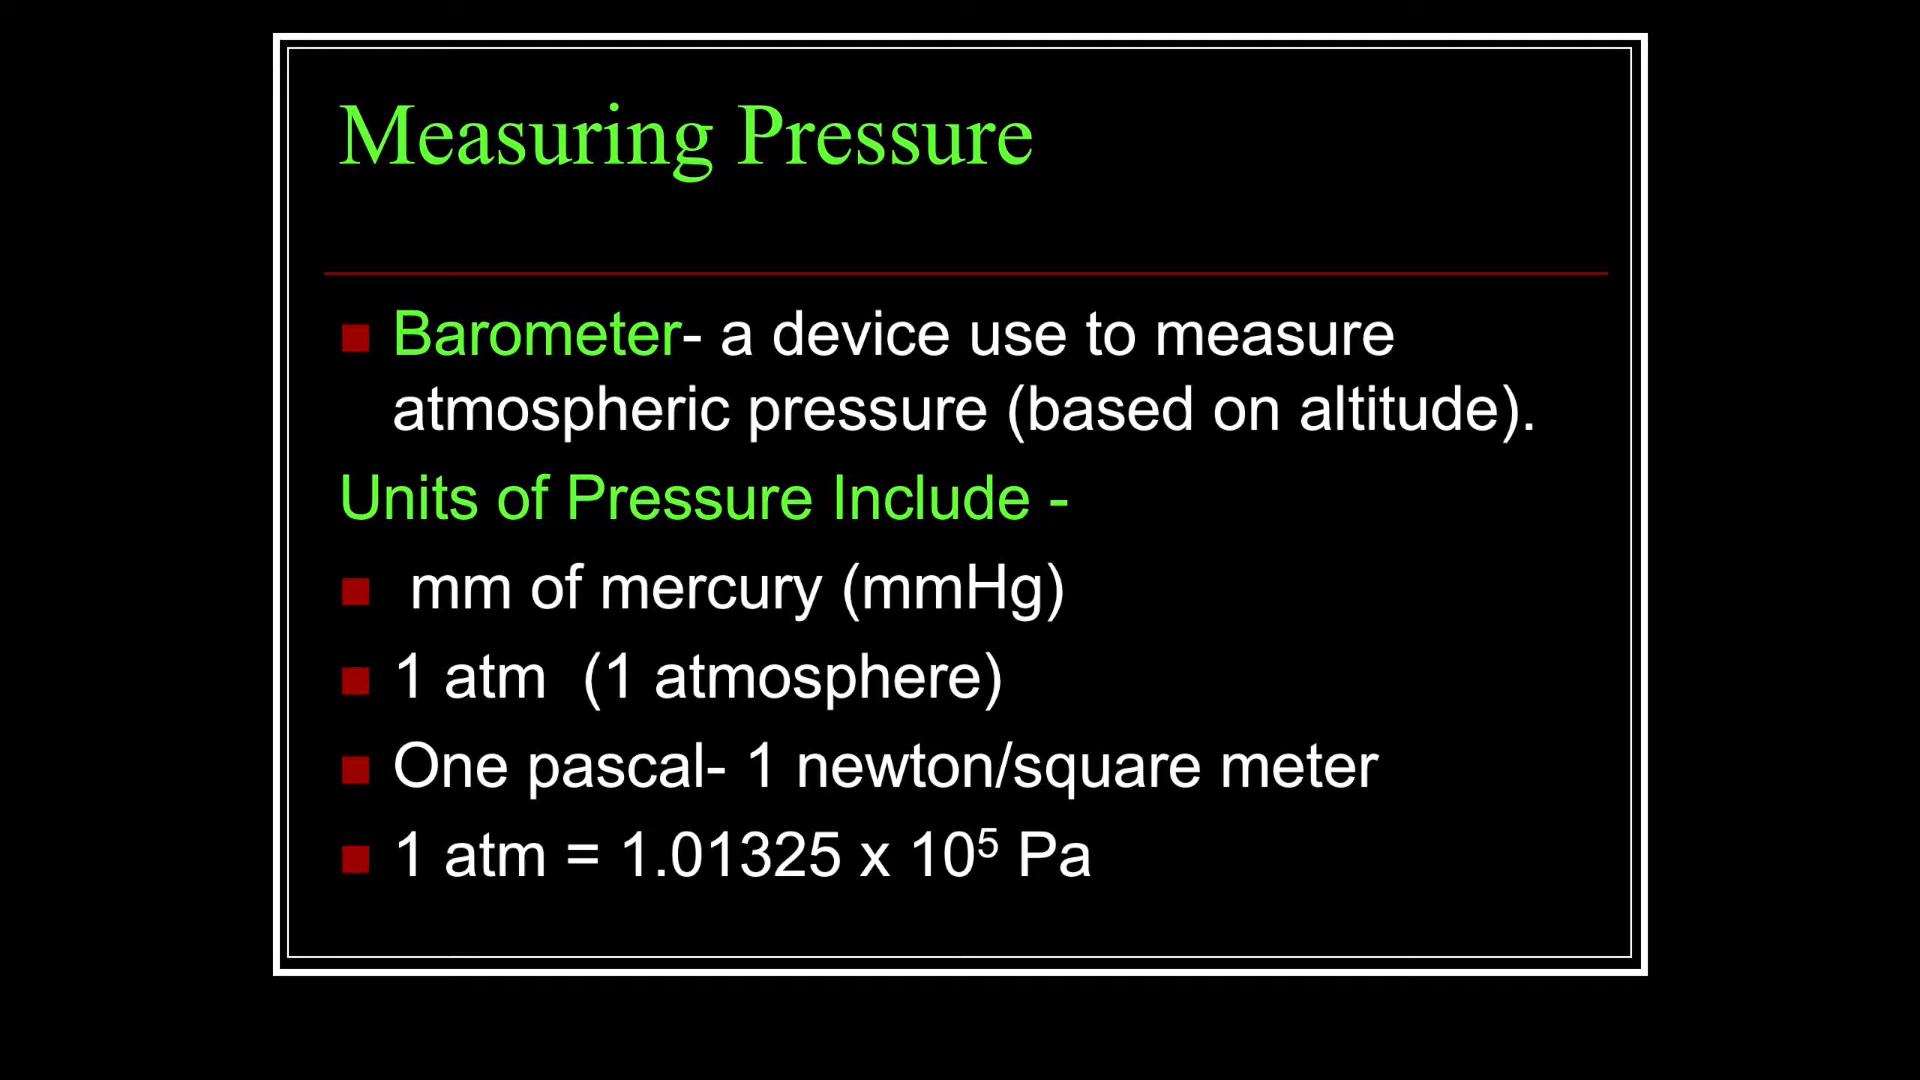 Measuring Pressure
Barometer- a device use to measure
atmospheric pressure (based on altitude).
Units of Pressure Include -
mm of mercury (mmHg)
1 atm  (1 atmosphere)
One pascal- 1 newton/square meter
1 atm = 1.01325 x 10⁵ Pa